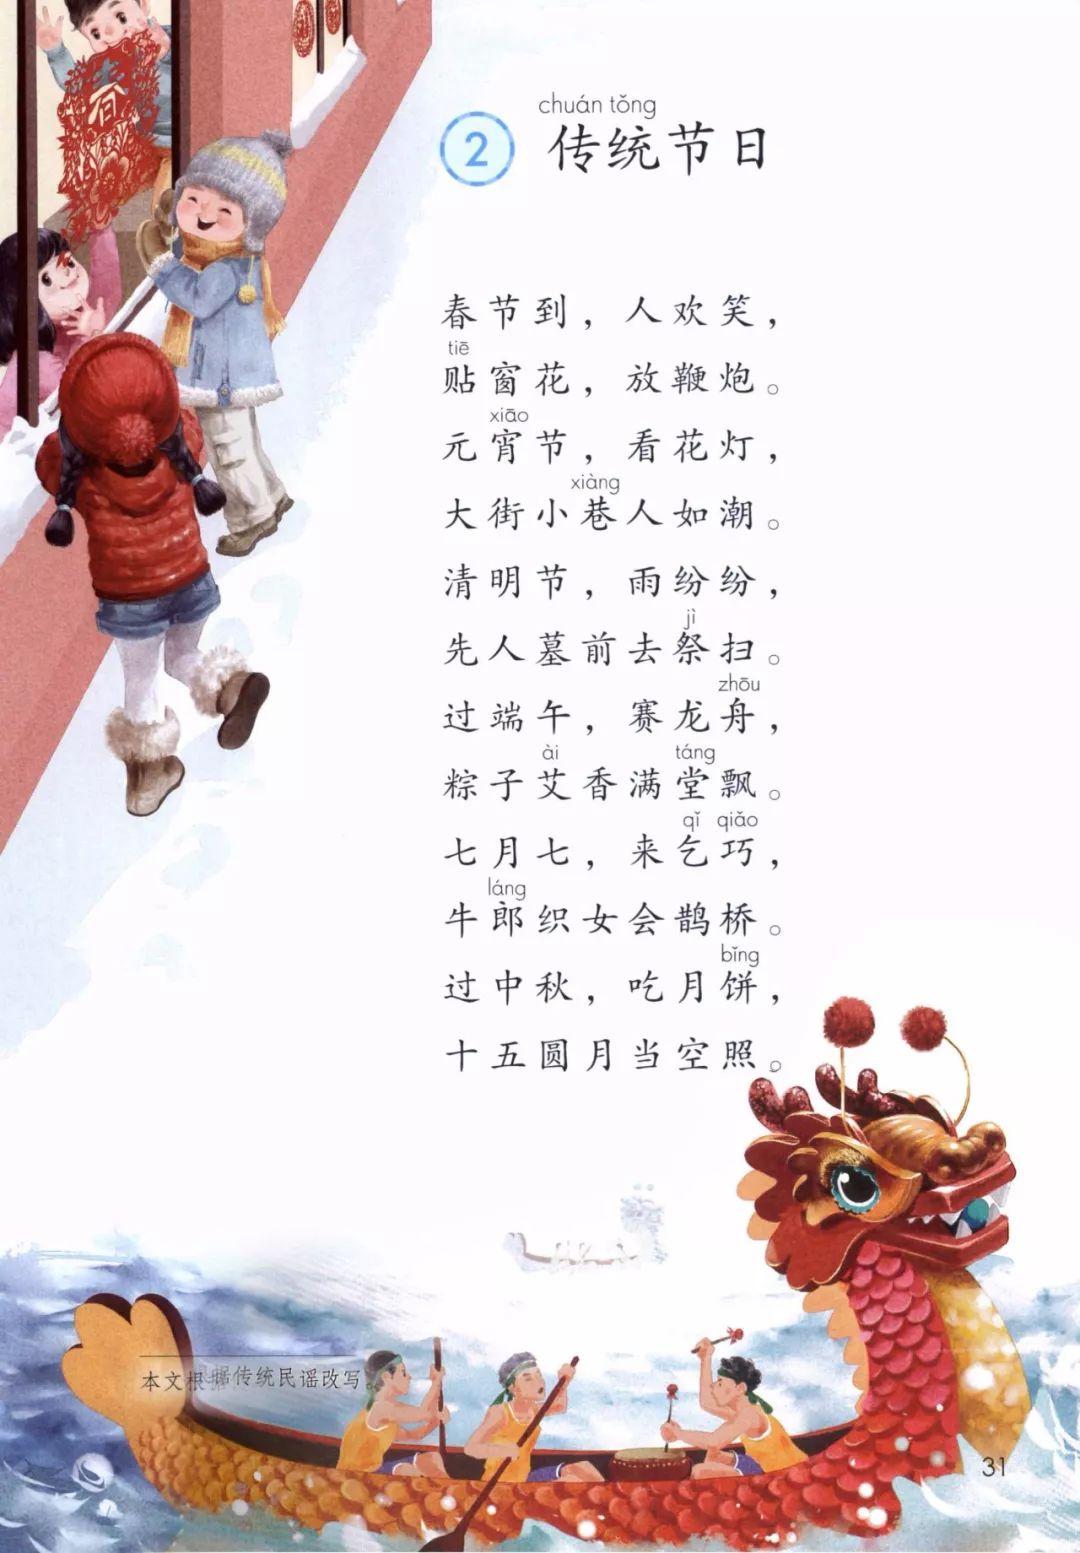 chuán tǒng
2 传统节日
春节到，人欢笑，
tiē
贴窗花，放鞭炮。
xiāo
元宵节，看花灯，
xiàng
大街小巷人如潮。
清明节，雨纷纷，
jì
先人墓前去祭扫。
zhōu
过端午，赛龙舟，
ài táng
粽子艾香满堂飘。
qǐ qiǎo
七月七，来乞巧，
láng
牛郎织女会鹊桥。
bǐng
过中秋，吃月饼，
十五圆月当空照。
本文根据传统民谣改写。
31
春